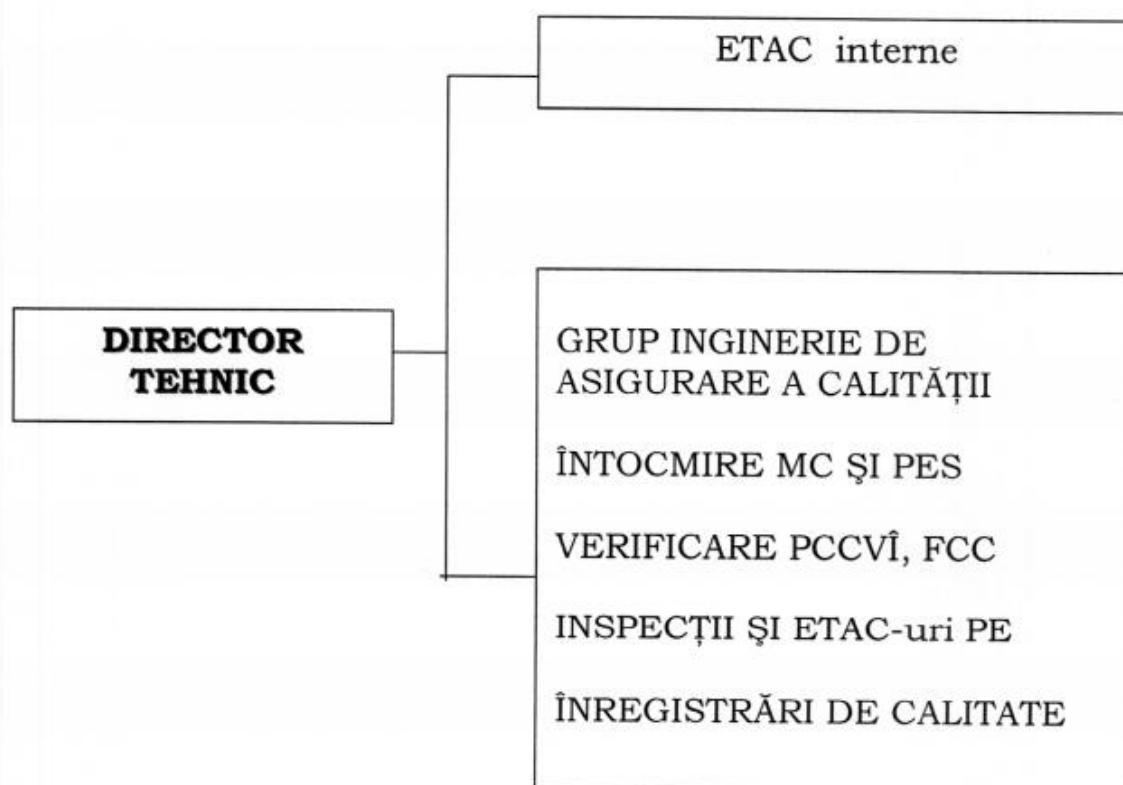 ETAC interne
DIRECTOR
TEHNIC
GRUP INGINERIE DE
ASIGURARE A CALITĂȚII
ÎNTOCMIRE MC ŞI PES
VERIFICARE PCCVÎ, FCC
INSPECȚII ŞI ETAC-uri PE
ÎNREGISTRĂRI DE CALITATE